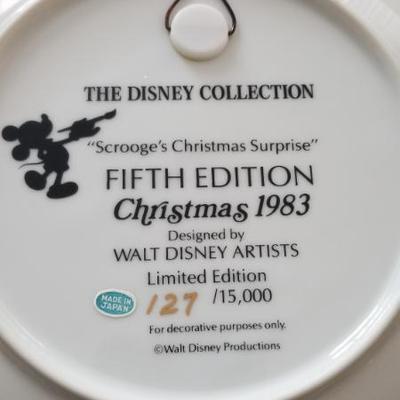 THE DISNEY COLLECTION
"Scrooge's Christmas Surprise"
FIFTH EDITION
Christmas 1983
Designed by
WALT DISNEY ARTISTS
Limited Edition
MADE IN
JAPAN
127 /15,000
For decorative purposes only.
©Walt Disney Productions